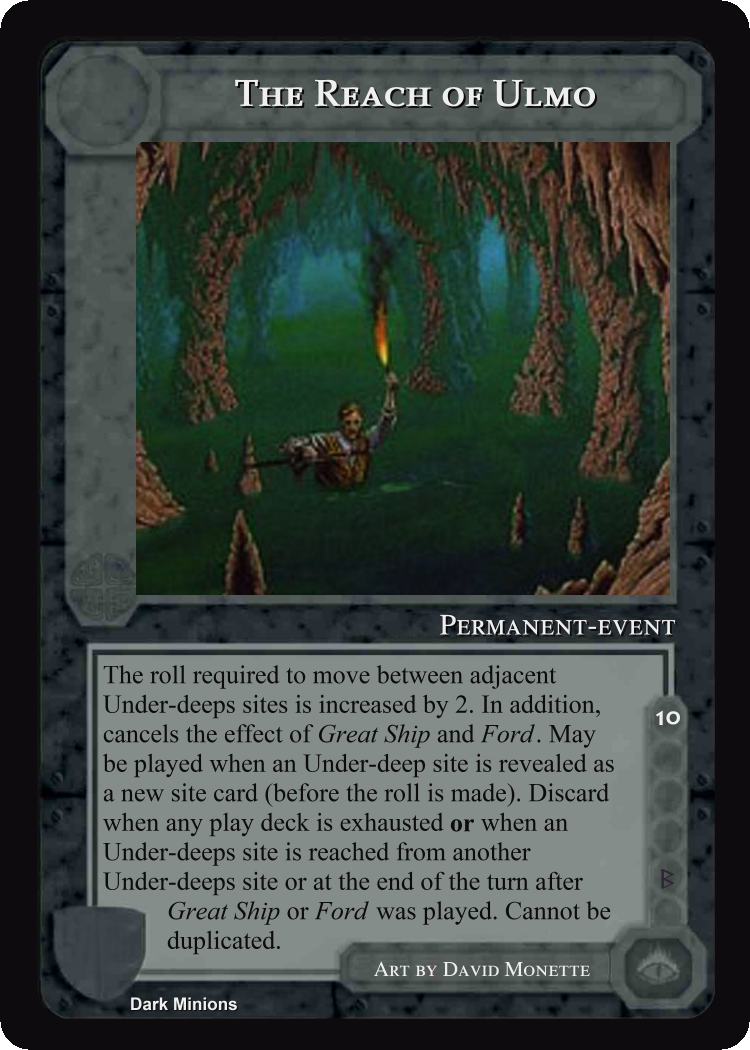 The Reach of Ulmo
Permanent-event
The roll required to move between adjacent
Under-deeps sites is increased by 2. In addition,
cancels the effect of Great Ship and Ford. May
be played when an Under-deep site is revealed as
a new site card (before the roll is made). Discard
when any play deck is exhausted or when an
Under-deeps site is reached from another
Under-deeps site or at the end of the turn after
Great Ship or Ford was played. Cannot be
duplicated.
10
ᛒ
Art by David Monette
Dark Minions